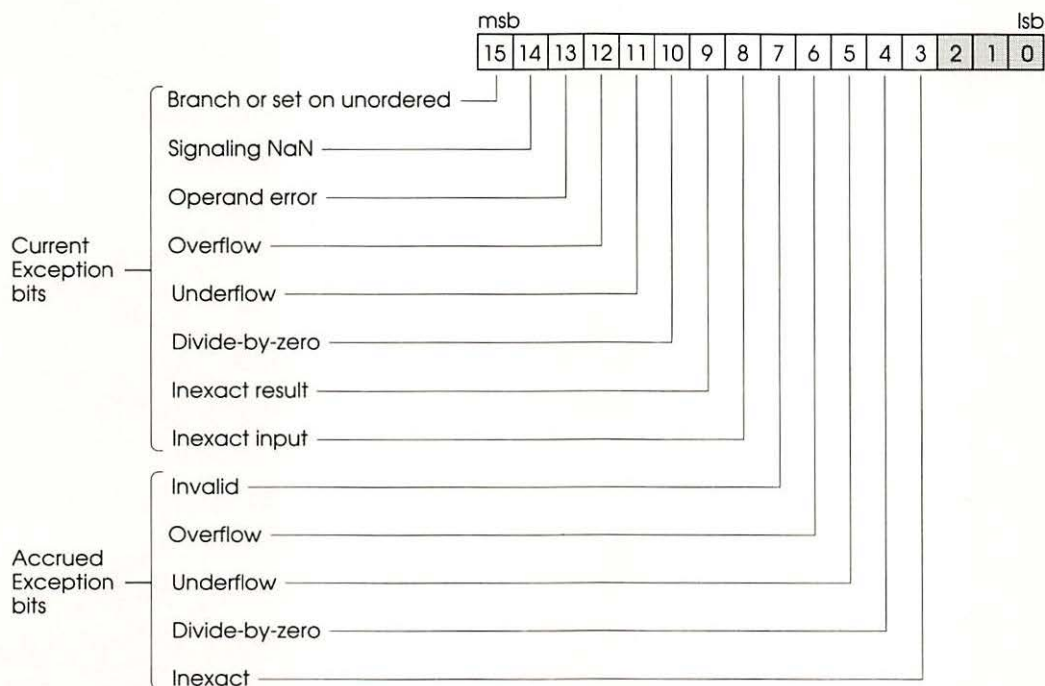 msb lsb
15 14 13 12 11 10 9 8 7 6 5 4 3 2 1 0
Branch or set on unordered
Signaling NaN
Operand error
Overflow
Underflow
Divide-by-zero
Inexact result
Inexact input
Current
Exception
bits
Invalid
Overflow
Underflow
Divide-by-zero
Inexact
Accrued
Exception
bits